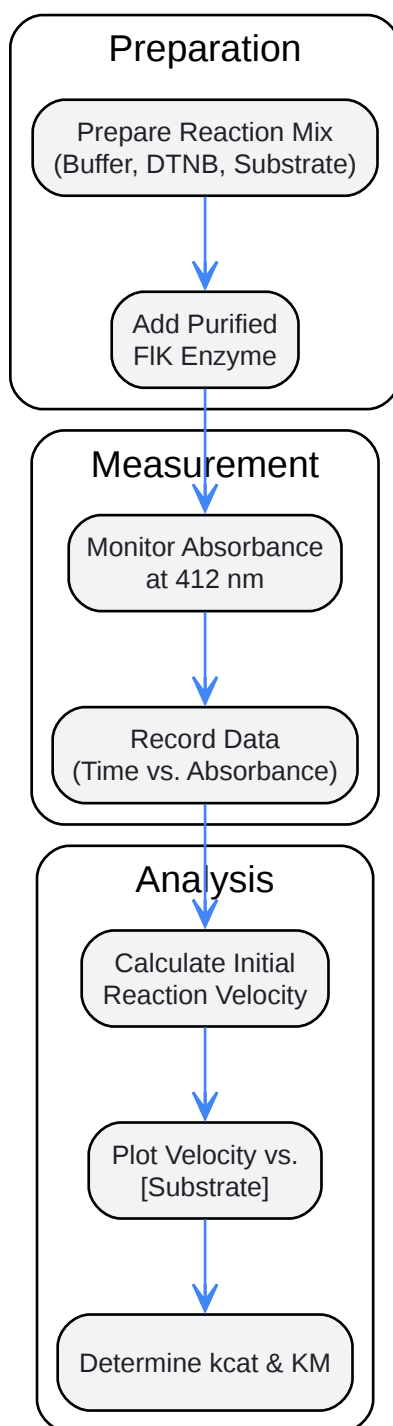 Preparation
Prepare Reaction Mix
(Buffer, DTNB, Substrate)
Add Purified
FlK Enzyme
Measurement
Monitor Absorbance
at 412 nm
Record Data
(Time vs. Absorbance)
Analysis
Calculate Initial
Reaction Velocity
Plot Velocity vs.
[Substrate]
Determine kcat & KM